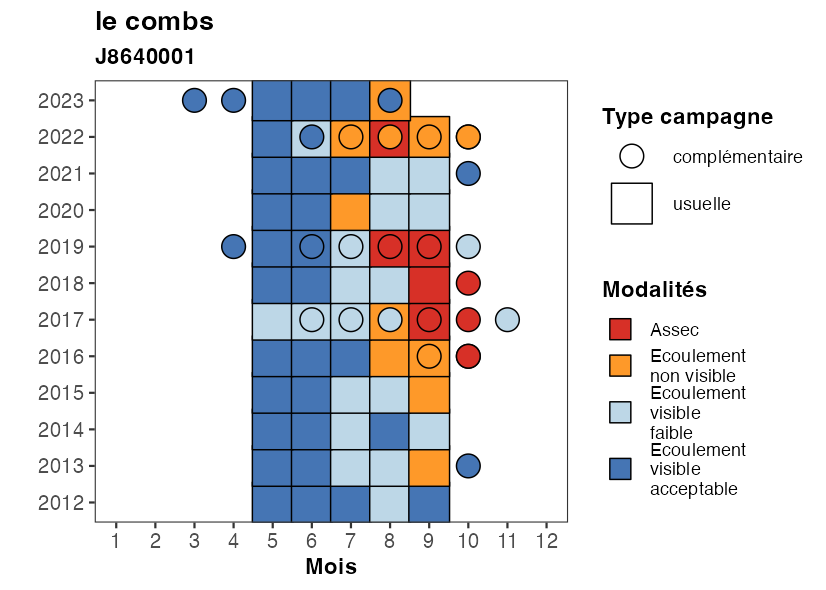 le combs
J8640001
2023
2022
2021
2020
2019
2018
2017
2016
2015
2014
2013
2012
1 2 3 4 5 6 7 8 9 10 11 12
Mois
Type campagne
complémentaire
usuelle
Modalités
Assec
Ecoulement
non visible
Ecoulement
visible
faible
Ecoulement
visible
acceptable